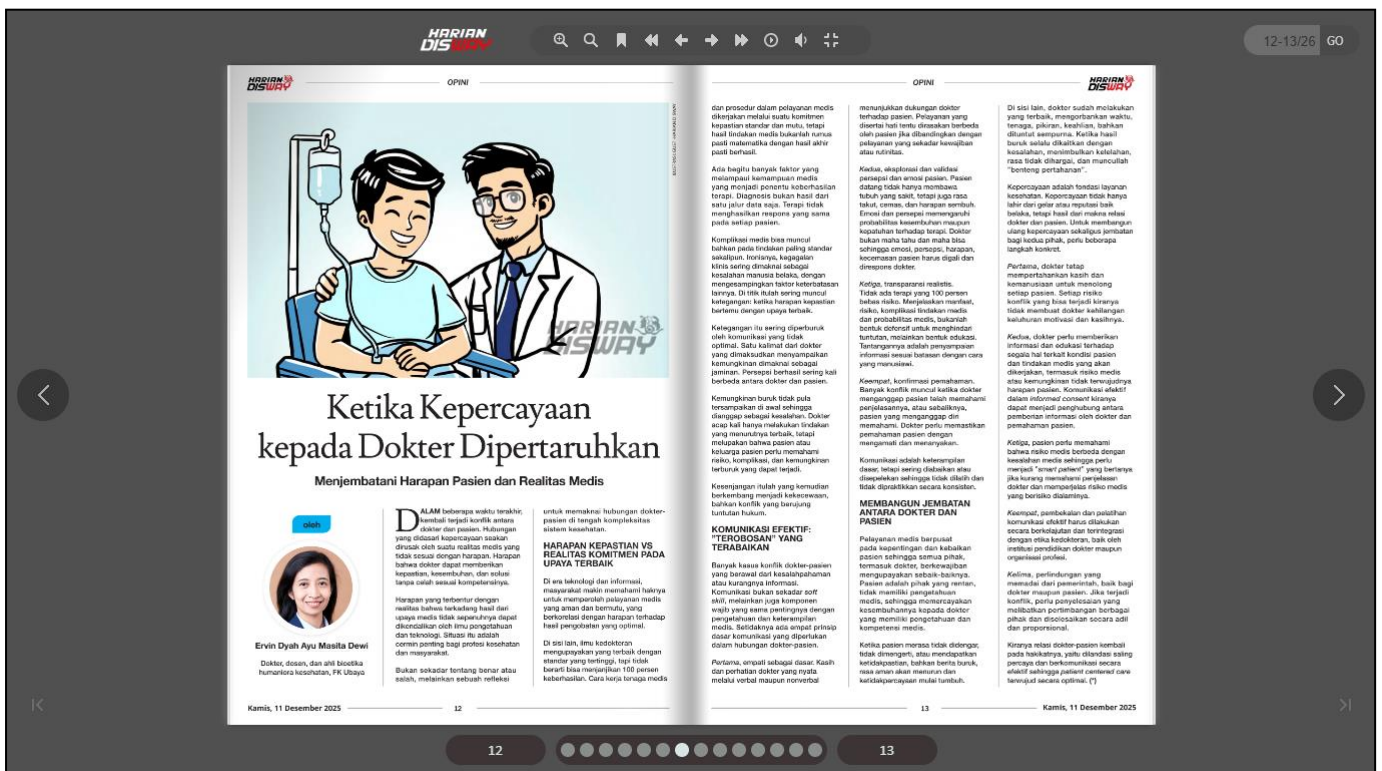 HARIAN
DISWAY
12-13/26 GO
HARIAN
DISWAY
OPINI
HARIAN
DISWAY
Ketika Kepercayaan
kepada Dokter Dipertaruhkan
Menjembatani Harapan Pasien dan Realitas Medis
oleh
Ervin Dyah Ayu Masita Dewi
Dokter, dosen, dan ahli bioetika
humaniora kesehatan, FK Ubaya
DALAM beberapa waktu terakhir,
kembali terjadi konflik antara
dokter dan pasien. Hubungan
yang didasari kepercayaan seakan
dirusak oleh suatu realitas medis yang
tidak sesuai dengan harapan. Harapan
bahwa dokter dapat memberikan
kepastian, kesembuhan, dan solusi
tanpa celah sesuai kompetensinya.
Harapan yang terbentur dengan
realitas bahwa terkadang hasil dari
upaya medis tidak sepenuhnya dapat
dikendalikan oleh ilmu pengetahuan
dan teknologi. Situasi itu adalah
cermin penting bagi profesi kesehatan
dan masyarakat.
Bukan sekadar tentang benar atau
salah, melainkan sebuah refleksi
untuk memaknai hubungan dokter-
pasien di tengah kompleksitas
sistem kesehatan.
HARAPAN KEPASTIAN VS
REALITAS KOMITMEN PADA
UPAYA TERBAIK
Di era teknologi dan informasi,
masyarakat makin memahami haknya
untuk memperoleh pelayanan medis
yang aman dan bermutu, yang
berkorelasi dengan harapan terhadap
hasil pengobatan yang optimal.
Di sisi lain, ilmu kedokteran
mengupayakan yang terbaik dengan
standar yang tertinggi, tapi tidak
berarti bisa menjanjikan 100 persen
keberhasilan. Cara kerja tenaga medis
Kamis, 11 Desember 2025
12
OPINI
HARIAN
DISWAY
dan prosedur dalam pelayanan medis
dikerjakan melalui suatu komitmen
kepastian standar dan mutu, tetapi
hasil tindakan medis bukanlah rumus
pasti matematika dengan hasil akhir
pasti berhasil.
Ada begitu banyak faktor yang
melampaui kemampuan medis
yang menjadi penentu keberhasilan
terapi. Diagnosis bukan hasil dari
satu jalur data saja. Terapi tidak
menghasilkan respons yang sama
pada setiap pasien.
Komplikasi medis bisa muncul
bahkan pada tindakan paling standar
sekalipun. Ironisnya, kegagalan
klinis sering dimaknai sebagai
kesalahan manusia belaka, dengan
mengesampingkan faktor keterbatasan
lainnya. Di titik itulah sering muncul
ketegangan: ketika harapan kepastian
bertemu dengan upaya terbaik.
Ketegangan itu sering diperburuk
oleh komunikasi yang tidak
optimal. Satu kalimat dari dokter
yang dimaksudkan menyampaikan
kemungkinan dimaknai sebagai
jaminan. Persepsi berhasil sering kali
berbeda antara dokter dan pasien.
Kemungkinan buruk tidak pula
tersampaikan di awal sehingga
dianggap sebagai kesalahan. Dokter
acap kali hanya melakukan tindakan
yang menurutnya terbaik, tetapi
melupakan bahwa pasien atau
keluarga pasien perlu memahami
risiko, komplikasi, dan kemungkinan
terburuk yang dapat terjadi.
Kesenjangan itulah yang kemudian
berkembang menjadi kekecewaan,
bahkan konflik yang berujung
tuntutan hukum.
KOMUNIKASI EFEKTIF:
"TEROBOSAN" YANG
TERABAIKAN
Banyak kasus konflik dokter-pasien
yang berawal dari kesalahpahaman
atau kurangnya informasi.
Komunikasi bukan sekadar soft
skill, melainkan juga komponen
wajib yang sama pentingnya dengan
pengetahuan dan keterampilan
medis. Setidaknya ada empat prinsip
dasar komunikasi yang diperlukan
dalam hubungan dokter-pasien.
Pertama, empati sebagai dasar. Kasih
dan perhatian dokter yang nyata
melalui verbal maupun nonverbal
menunjukkan dukungan dokter
terhadap pasien. Pelayanan yang
disertai hati tentu dirasakan berbeda
oleh pasien jika dibandingkan dengan
pelayanan yang sekadar kewajiban
atau rutinitas.
Kedua, eksplorasi dan validasi
persepsi dan emosi pasien. Pasien
datang tidak hanya membawa
tubuh yang sakit, tetapi juga rasa
takut, cemas, dan harapan sembuh.
Emosi dan persepsi memengaruhi
probabilitas kesembuhan maupun
kepatuhan terhadap terapi. Dokter
bukan maha tahu dan maha bisa
sehingga emosi, persepsi, harapan,
kecemasan pasien harus digali dan
direspons dokter.
Ketiga, transparansi realistis.
Tidak ada terapi yang 100 persen
bebas risiko. Menjelaskan manfaat,
risiko, komplikasi tindakan medis
dan probabilitas medis, bukanlah
bentuk defensif untuk menghindari
tuntutan, melainkan bentuk edukasi.
Tantangannya adalah penyampaian
informasi sesuai batasan dengan cara
yang manusiawi.
Keempat, konfirmasi pemahaman.
Banyak konflik muncul ketika dokter
menganggap pasien telah memahami
penjelasannya, atau sebaliknya,
pasien yang menganggap diri
memahami. Dokter perlu memastikan
pemahaman pasien dengan
mengamati dan menanyakan.
Komunikasi adalah keterampilan
dasar, tetapi sering diabaikan atau
disepelekan sehingga tidak dilatih dan
tidak dipraktikkan secara konsisten.
MEMBANGUN JEMBATAN
ANTARA DOKTER DAN
PASIEN
Pelayanan medis berpusat
pada kepentingan dan kebaikan
pasien sehingga semua pihak,
termasuk dokter, berkewajiban
mengupayakan sebaik-baiknya.
Pasien adalah pihak yang rentan,
tidak memiliki pengetahuan
medis, sehingga memercayakan
kesembuhannya kepada dokter
yang memiliki pengetahuan dan
kompetensi medis.
Ketika pasien merasa tidak didengar,
tidak dimengerti, atau mendapatkan
ketidakpastian, bahkan berita buruk,
rasa aman akan menurun dan
ketidakpercayaan mulai tumbuh.
Di sisi lain, dokter sudah melakukan
yang terbaik, mengorbankan waktu,
tenaga, pikiran, keahlian, bahkan
dituntut sempurna. Ketika hasil
buruk selalu dikaitkan dengan
kesalahan, menimbulkan kelelahan,
rasa tidak dihargai, dan muncullah
"benteng pertahanan".
Kepercayaan adalah fondasi layanan
kesehatan. Kepercayaan tidak hanya
lahir dari gelar atau reputasi baik
belaka, tetapi hasil dari makna relasi
dokter dan pasien. Untuk membangun
ulang kepercayaan sekaligus jembatan
bagi kedua pihak, perlu beberapa
langkah konkret.
Pertama, dokter tetap
mempertahankan kasih dan
kemanusiaan untuk menolong
setiap pasien. Setiap risiko
konflik yang bisa terjadi kiranya
tidak membuat dokter kehilangan
keluhuran motivasi dan kasihnya.
Kedua, dokter perlu memberikan
informasi dan edukasi terhadap
segala hal terkait kondisi pasien
dan tindakan medis yang akan
dikerjakan, termasuk risiko medis
atau kemungkinan tidak terwujudnya
harapan pasien. Komunikasi efektif
dalam informed consent kiranya
dapat menjadi penghubung antara
pemberian informasi oleh dokter dan
pemahaman pasien.
Ketiga, pasien perlu memahami
bahwa risiko medis berbeda dengan
kesalahan medis sehingga perlu
menjadi "smart patient" yang bertanya
jika kurang memahami penjelasan
dokter dan memperjelas risiko medis
yang berisiko dialaminya.
Keempat, pembekalan dan pelatihan
komunikasi efektif harus dilakukan
secara berkelanjutan dan terintegrasi
dengan etika kedokteran, baik oleh
institusi pendidikan dokter maupun
organisasi profesi.
Kelima, perlindungan yang
memadai dari pemerintah, baik bagi
dokter maupun pasien. Jika terjadi
konflik, perlu penyelesaian yang
melibatkan pertimbangan berbagai
pihak dan diselesaikan secara adil
dan proporsional.
Kiranya relasi dokter-pasien kembali
pada hakikatnya, yaitu dilandasi saling
percaya dan berkomunikasi secara
efektif sehingga patient centered care
terwujud secara optimal. (*)
13
Kamis, 11 Desember 2025
12
13